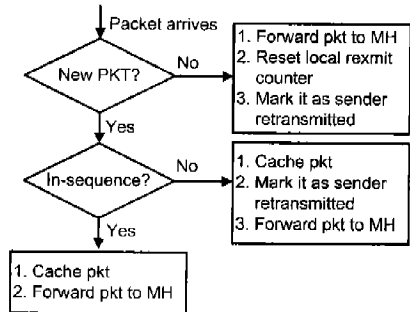 Packet arrives
New PKT?
No
1. Forward pkt to MH
2. Reset local rexmit
counter
3. Mark it as sender
retransmitted
Yes
In-sequence?
No
1. Cache pkt
2. Mark it as sender
retransmitted
3. Forward pkt to MH
Yes
1. Cache pkt
2. Forward pkt to MH